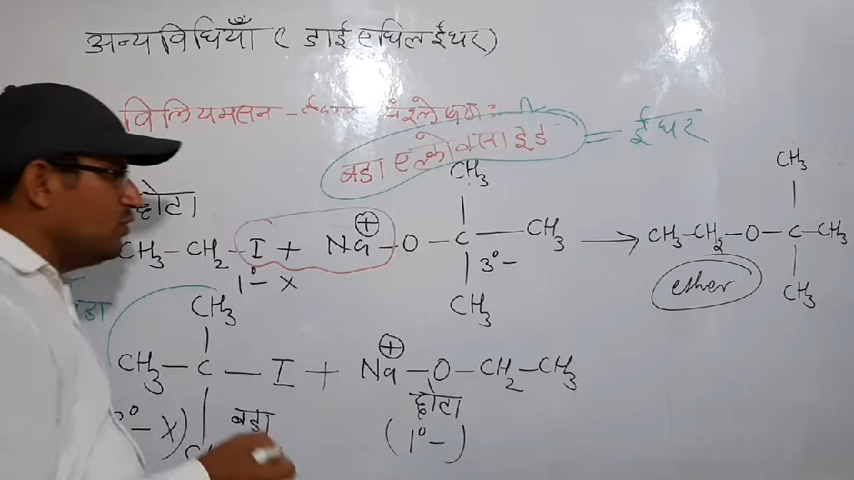 अन्य विधियाँ ( डाई एथिल ईथर)
विलियमसन - संश्लेषण :
बडा एल्कोक्साइड = ईथर
छोटा
CH3 - CH2 - I + Na⊕ - O - C - CH3 → CH3 - CH2 - O - C - CH3
CH3
CH3
CH3
CH3
1° - X
3° -
ether
बडा
CH3
CH3 - C - I + Na⊕ - O - CH2 - CH3
° - X)
बडा
छोटा
(1° - )